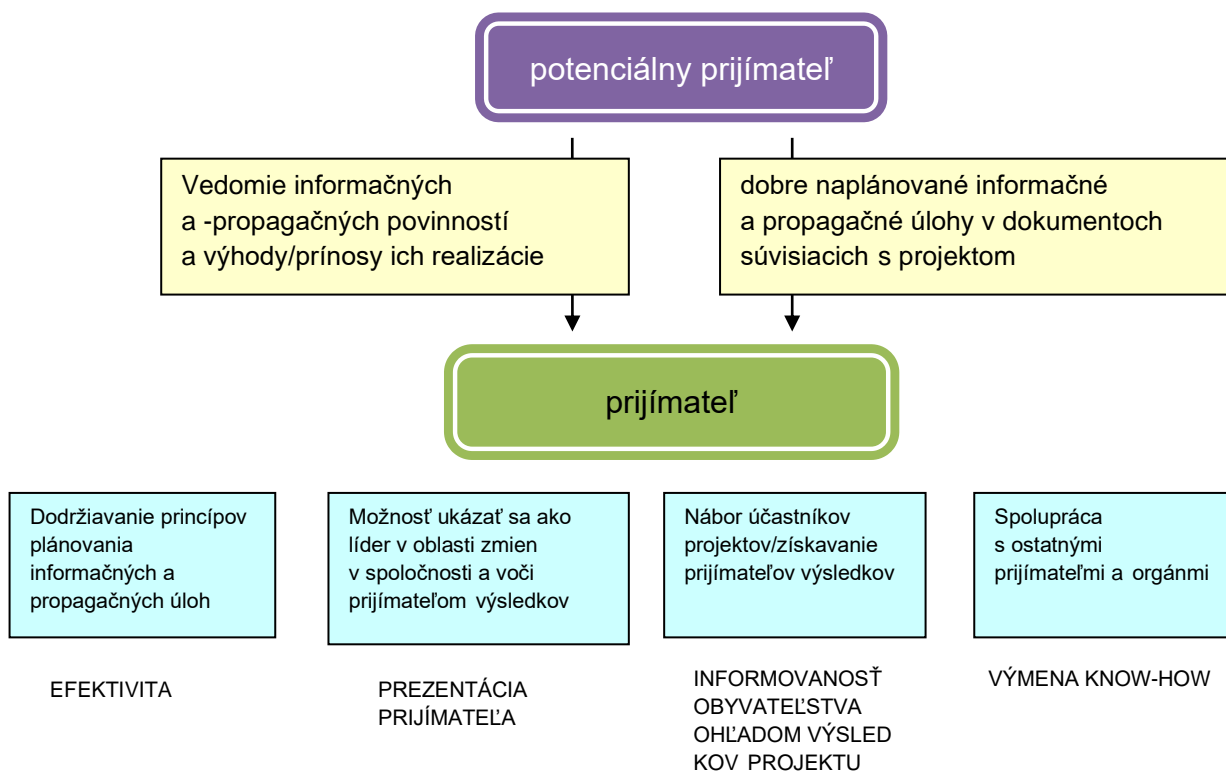 potenciálny prijímateľ
Vedomie informačných
a -propagačných povinností
a výhody/prínosy ich realizácie
dobre naplánované informačné
a propagačné úlohy v dokumentoch
súvisiacich s projektom
prijímateľ
Dodržiavanie princípov
plánovania
informačných a
propagačných úloh
Možnosť ukázať sa ako
líder v oblasti zmien
v spoločnosti a voči
prijímateľom výsledkov
Nábor účastníkov
projektov/získavanie
prijímateľov výsledkov
Spolupráca
s ostatnými
prijímateľmi a orgánmi
EFEKTIVITA
PREZENTÁCIA
PRIJÍMATEĽA
INFORMOVANOSŤ
OBYVATEĽSTVA
OHĽADOM VÝSLED
KOV PROJEKTU
VÝMENA KNOW-HOW